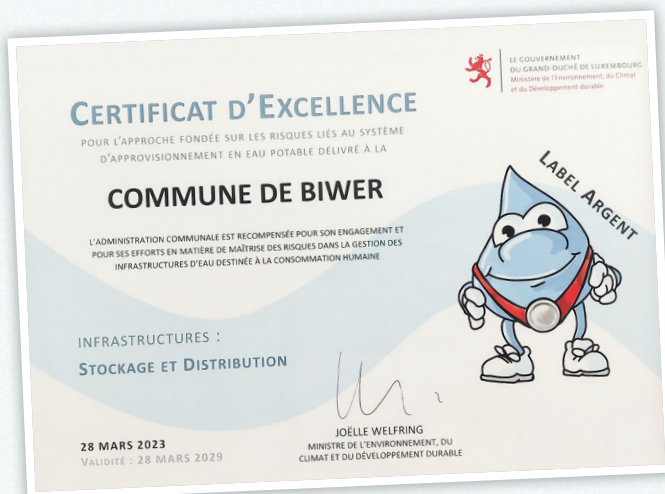 LE GOUVERNEMENT
DU GRAND-DUCHÉ DE LUXEMBOURG
Ministère de l'Environnement, du Climat
et du Développement durable
CERTIFICAT D'EXCELLENCE
POUR L'APPROCHE FONDÉE SUR LES RISQUES LIÉS AU SYSTÈME
D'APPROVISIONNEMENT EN EAU POTABLE DÉLIVRÉ À LA
COMMUNE DE BIWER
LABEL ARGENT
L'ADMINISTRATION COMMUNALE EST RECOMPENSÉE POUR SON ENGAGEMENT ET
POUR SES EFFORTS EN MATIÈRE DE MAÎTRISE DES RISQUES DANS LA GESTION DES
INFRASTRUCTURES D'EAU DESTINÉE À LA CONSOMMATION HUMAINE
INFRASTRUCTURES :
STOCKAGE ET DISTRIBUTION
28 MARS 2023
VALIDITÉ : 28 MARS 2029
JOËLLE WELFRING
MINISTRE DE L'ENVIRONNEMENT, DU
CLIMAT ET DU DÉVELOPPEMENT DURABLE